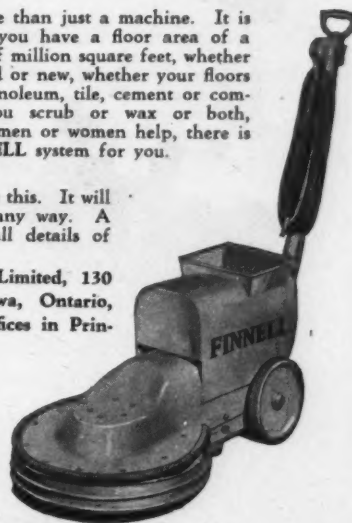 e than just a machine. It is
you have a floor area of a
f million square feet, whether
l or new, whether your floors
noleum, tile, cement or com-
ou scrub or wax or both,
men or women help, there is
ELL system for you.
this. It will
any way. A
all details of
Limited, 130
wa, Ontario,
fices in Prin-
FINNELL